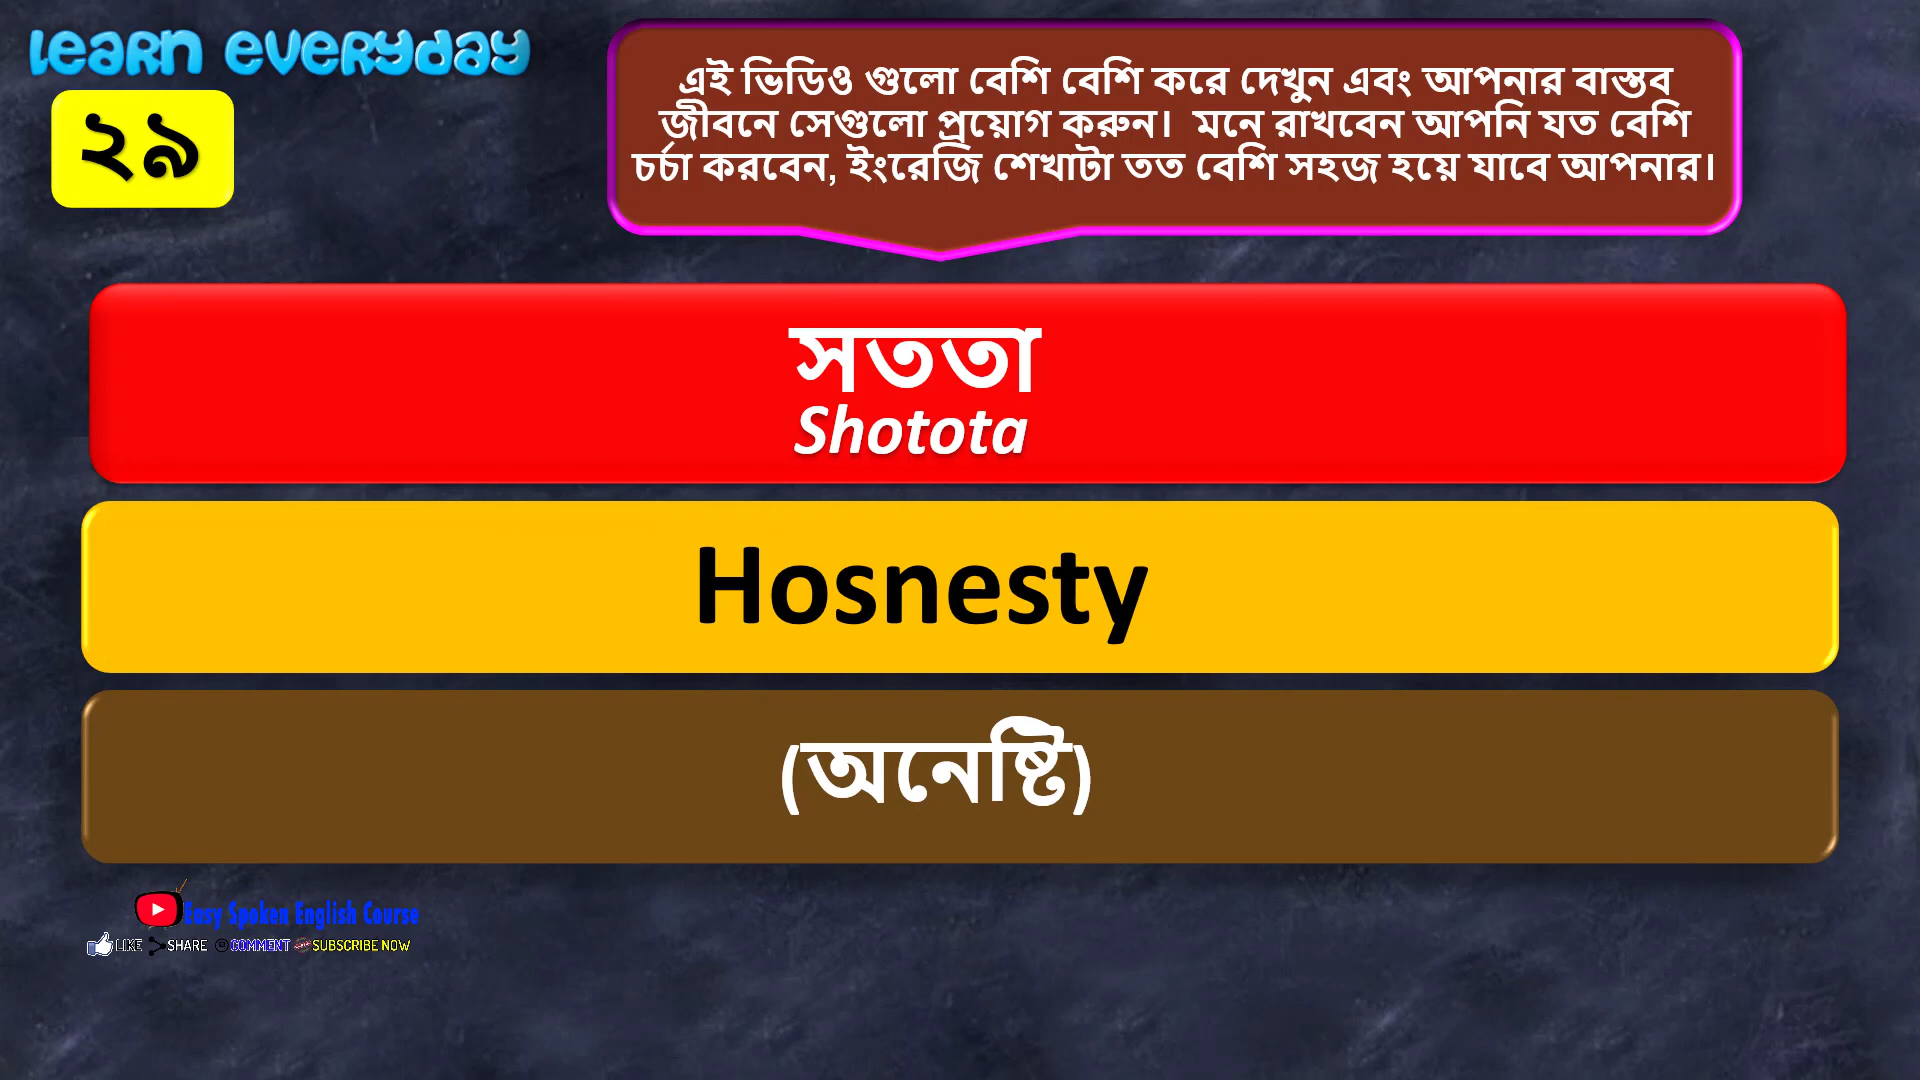 Learn Everyday
২৯
এই ভিডিও গুলো বেশি বেশি করে দেখুন এবং আপনার বাস্তব
জীবনে সেগুলো প্রয়োগ করুন। মনে রাখবেন আপনি যত বেশি
চর্চা করবেন, ইংরেজি শেখাটা তত বেশি সহজ হয়ে যাবে আপনার।
সততা
Shotota
Hosnesty
(অনেষ্টি)
Easy Spoken English Course
LIKE SHARE COMMENT SUBSCRIBE NOW